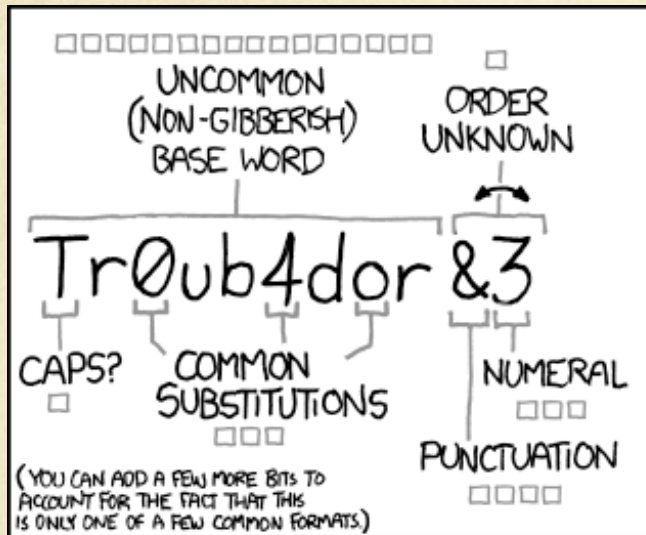 UNCOMMON
(NON-GIBBERISH)
BASE WORD
ORDER
UNKNOWN
Tr0ub4dor &3
CAPS?
COMMON
SUBSTITUTIONS
NUMERAL
PUNCTUATION
(YOU CAN ADD A FEW MORE BITS TO
ACCOUNT FOR THE FACT THAT THIS
IS ONLY ONE OF A FEW COMMON FORMATS.)